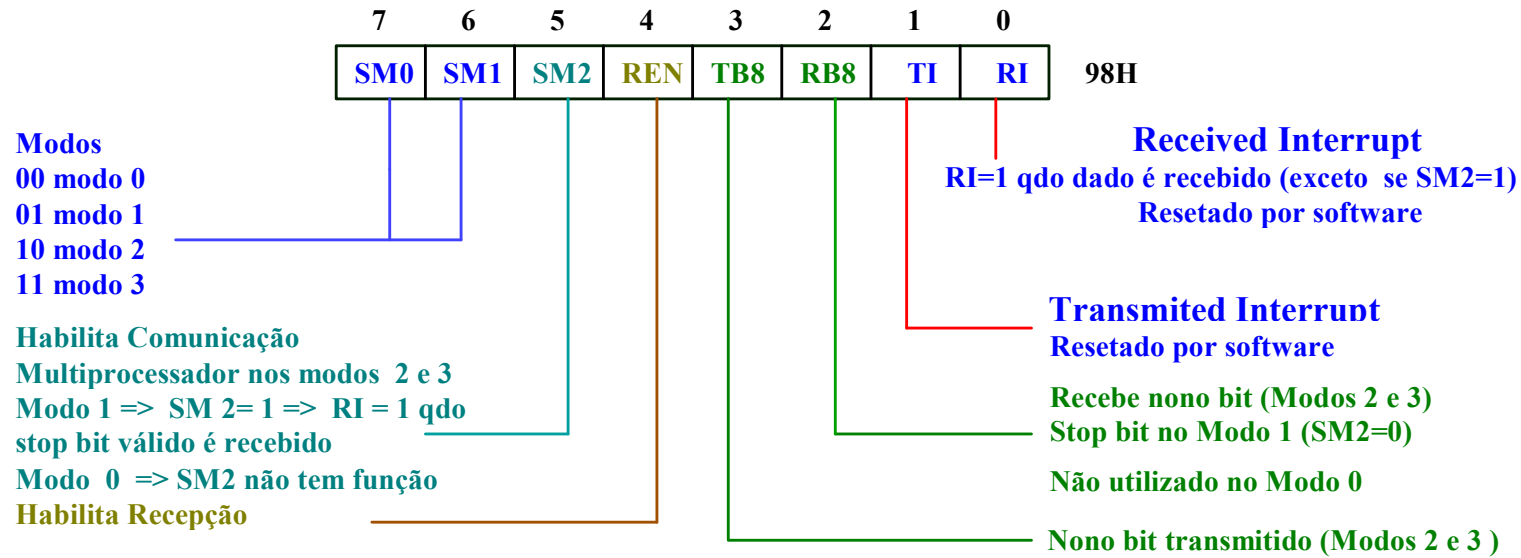 7 6 5 4 3 2 1 0
SM0 SM1 SM2 REN TB8 RB8 TI RI 98H
Modos
00 modo 0
01 modo 1
10 modo 2
11 modo 3
Habilita Comunicação
Multiprocessador nos modos 2 e 3
Modo 1 => SM 2= 1 => RI = 1 qdo
stop bit válido é recebido
Modo 0 => SM2 não tem função
Habilita Recepção
Received Interrupt
RI=1 qdo dado é recebido (exceto se SM2=1)
Resetado por software
Transmited Interrupt
Resetado por software
Recebe nono bit (Modos 2 e 3)
Stop bit no Modo 1 (SM2=0)
Não utilizado no Modo 0
Nono bit transmitido (Modos 2 e 3 )